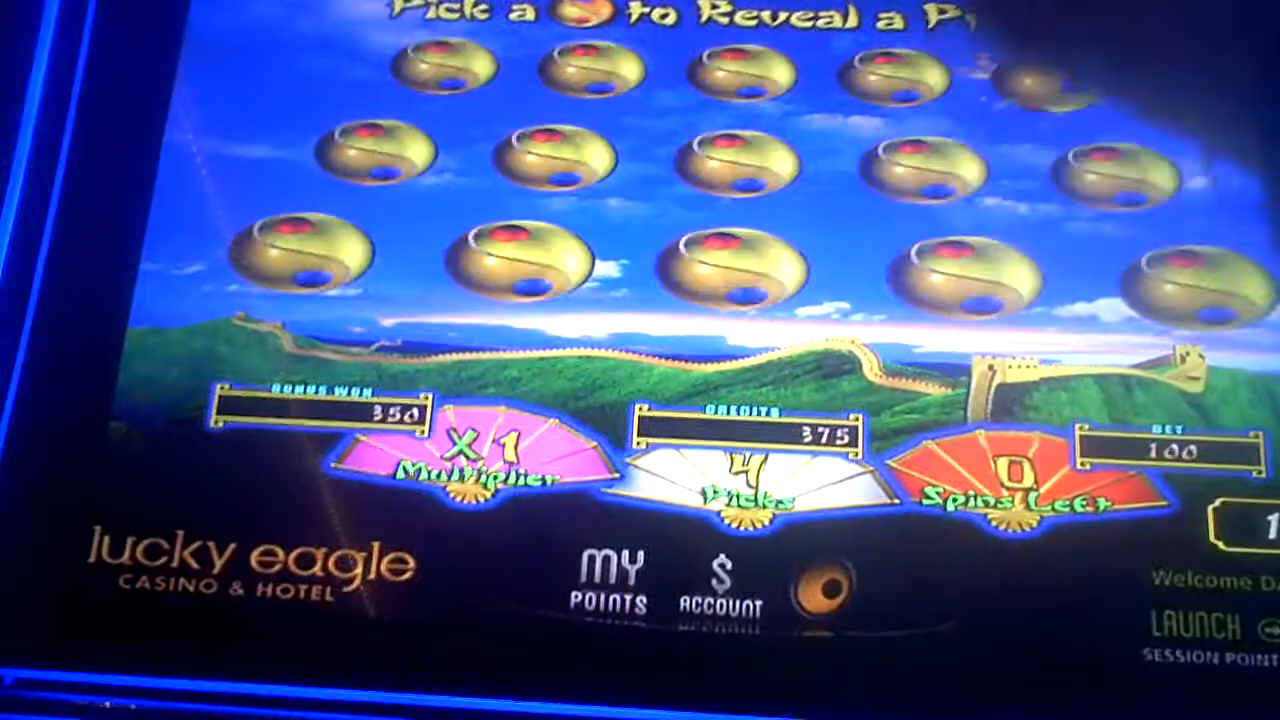 Pick a to Reveal a
BONUS WON
350
X1
Multiplier
CREDITS
375
4
Picks
BET
100
0
Spins Left
1
lucky eagle
CASINO & HOTEL
MY
POINTS
$
ACCOUNT
Welcome
LAUNCH
SESSION POINT